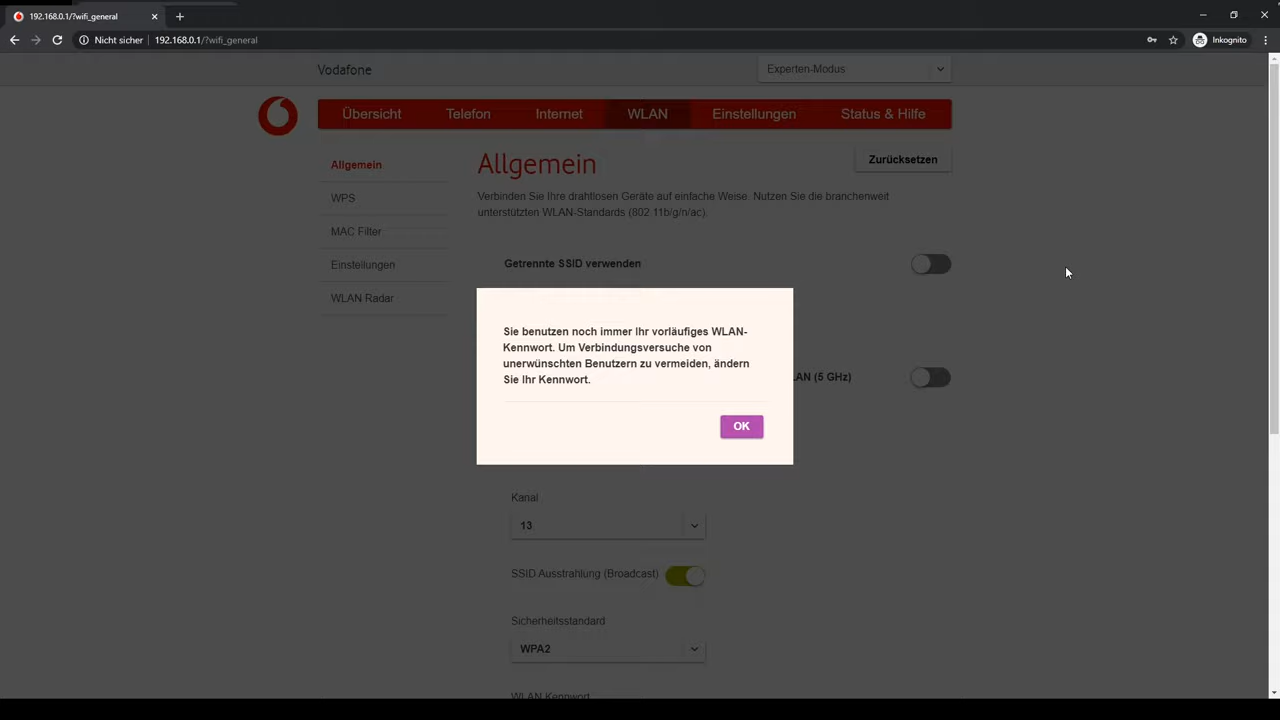 192.168.0.1/?wifi_general
Nicht sicher
192.168.0.1/?wifi_general
Inkognito
Vodafone
Experten-Modus
Übersicht
Telefon
Internet
WLAN
Einstellungen
Status & Hilfe
Allgemein
WPS
MAC Filter
Einstellungen
WLAN Radar
Allgemein
Zurücksetzen
Verbinden Sie Ihre drahtlosen Geräte auf einfache Weise. Nutzen Sie die branchenweit
unterstützten WLAN-Standards (802.11b/g/n/ac).
Getrennte SSID verwenden
Sie benutzen noch immer Ihr vorläufiges WLAN-
Kennwort. Um Verbindungsversuche von
unerwünschten Benutzern zu vermeiden, ändern
Sie Ihr Kennwort.
OK
(5 GHz)
Kanal
13
SSID Ausstrahlung (Broadcast)
Sicherheitsstandard
WPA2
WLAN Kennwort